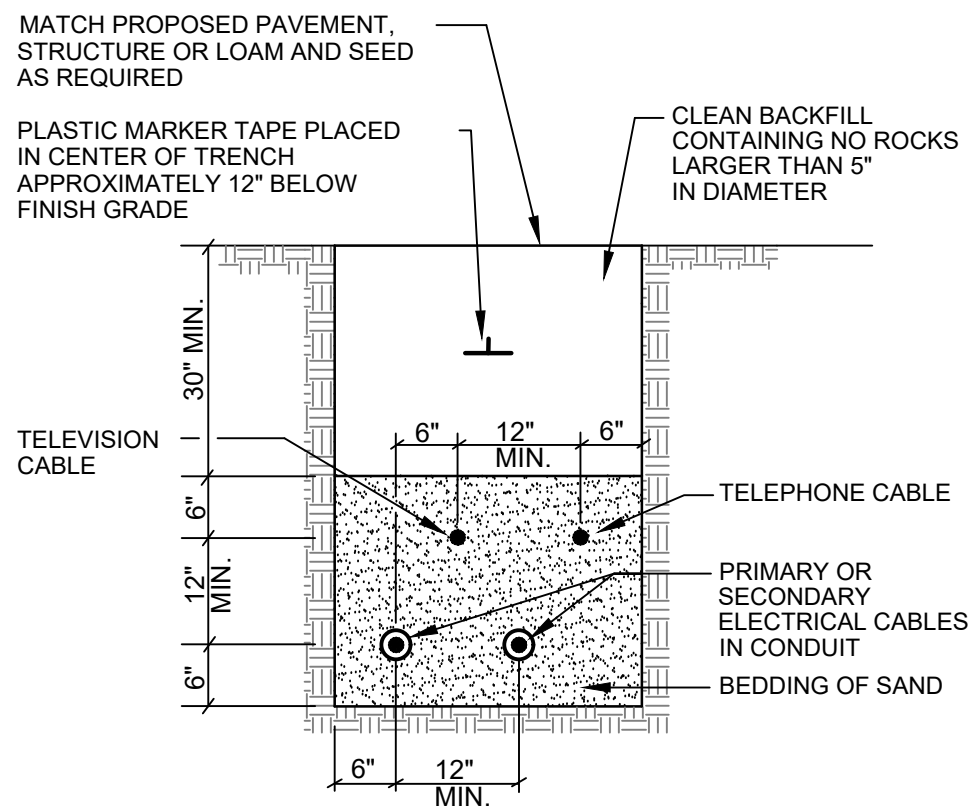 MATCH PROPOSED PAVEMENT,
STRUCTURE OR LOAM AND SEED
AS REQUIRED
PLASTIC MARKER TAPE PLACED
IN CENTER OF TRENCH
APPROXIMATELY 12" BELOW
FINISH GRADE
CLEAN BACKFILL
CONTAINING NO ROCKS
LARGER THAN 5"
IN DIAMETER
30" MIN.
TELEVISION
CABLE
6"
12"
MIN.
6"
6"
12"
MIN.
6"
TELEPHONE CABLE
PRIMARY OR
SECONDARY
ELECTRICAL CABLES
IN CONDUIT
BEDDING OF SAND
6"
12"
MIN.